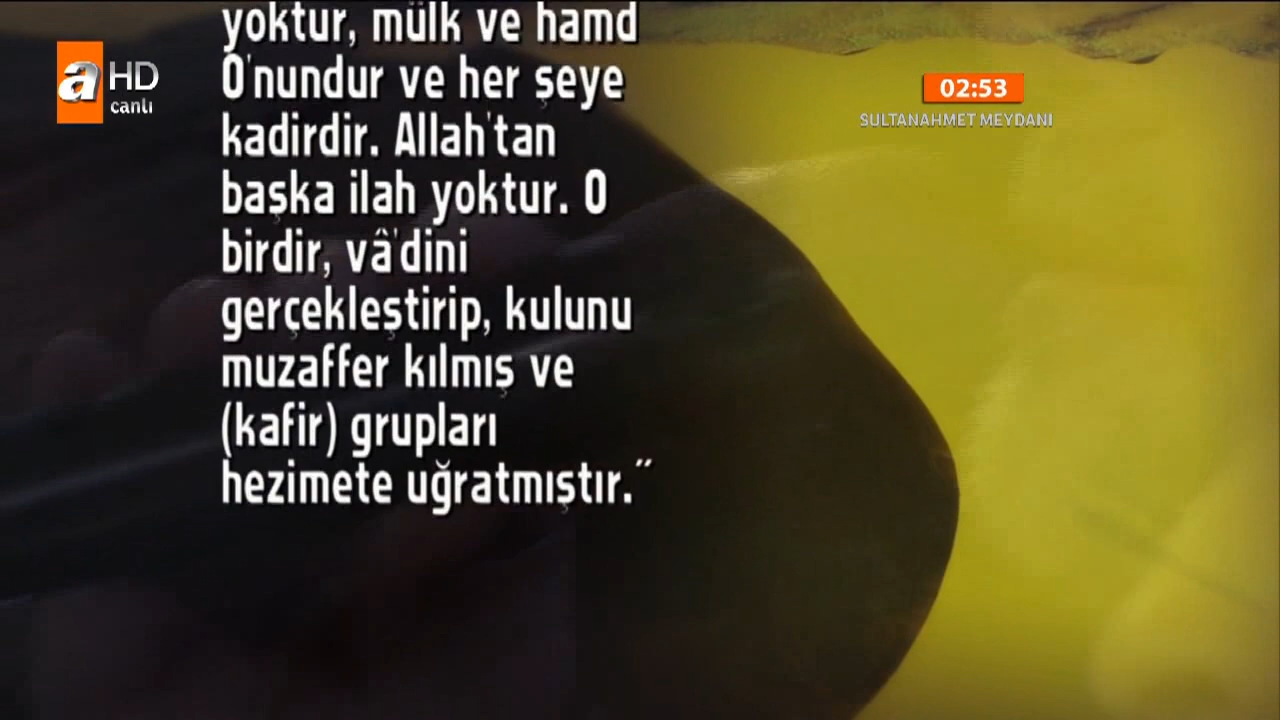 yoktur, mülk ve hamd
O'nundur ve her şeye
kadirdir. Allah'tan
başka ilah yoktur. O
birdir, vâ'dini
gerçekleştirip, kulunu
muzaffer kılmış ve
(kafir) grupları
hezimete uğratmıştır."
a HD
canlı
02:53
SULTANAHMET MEYDANI